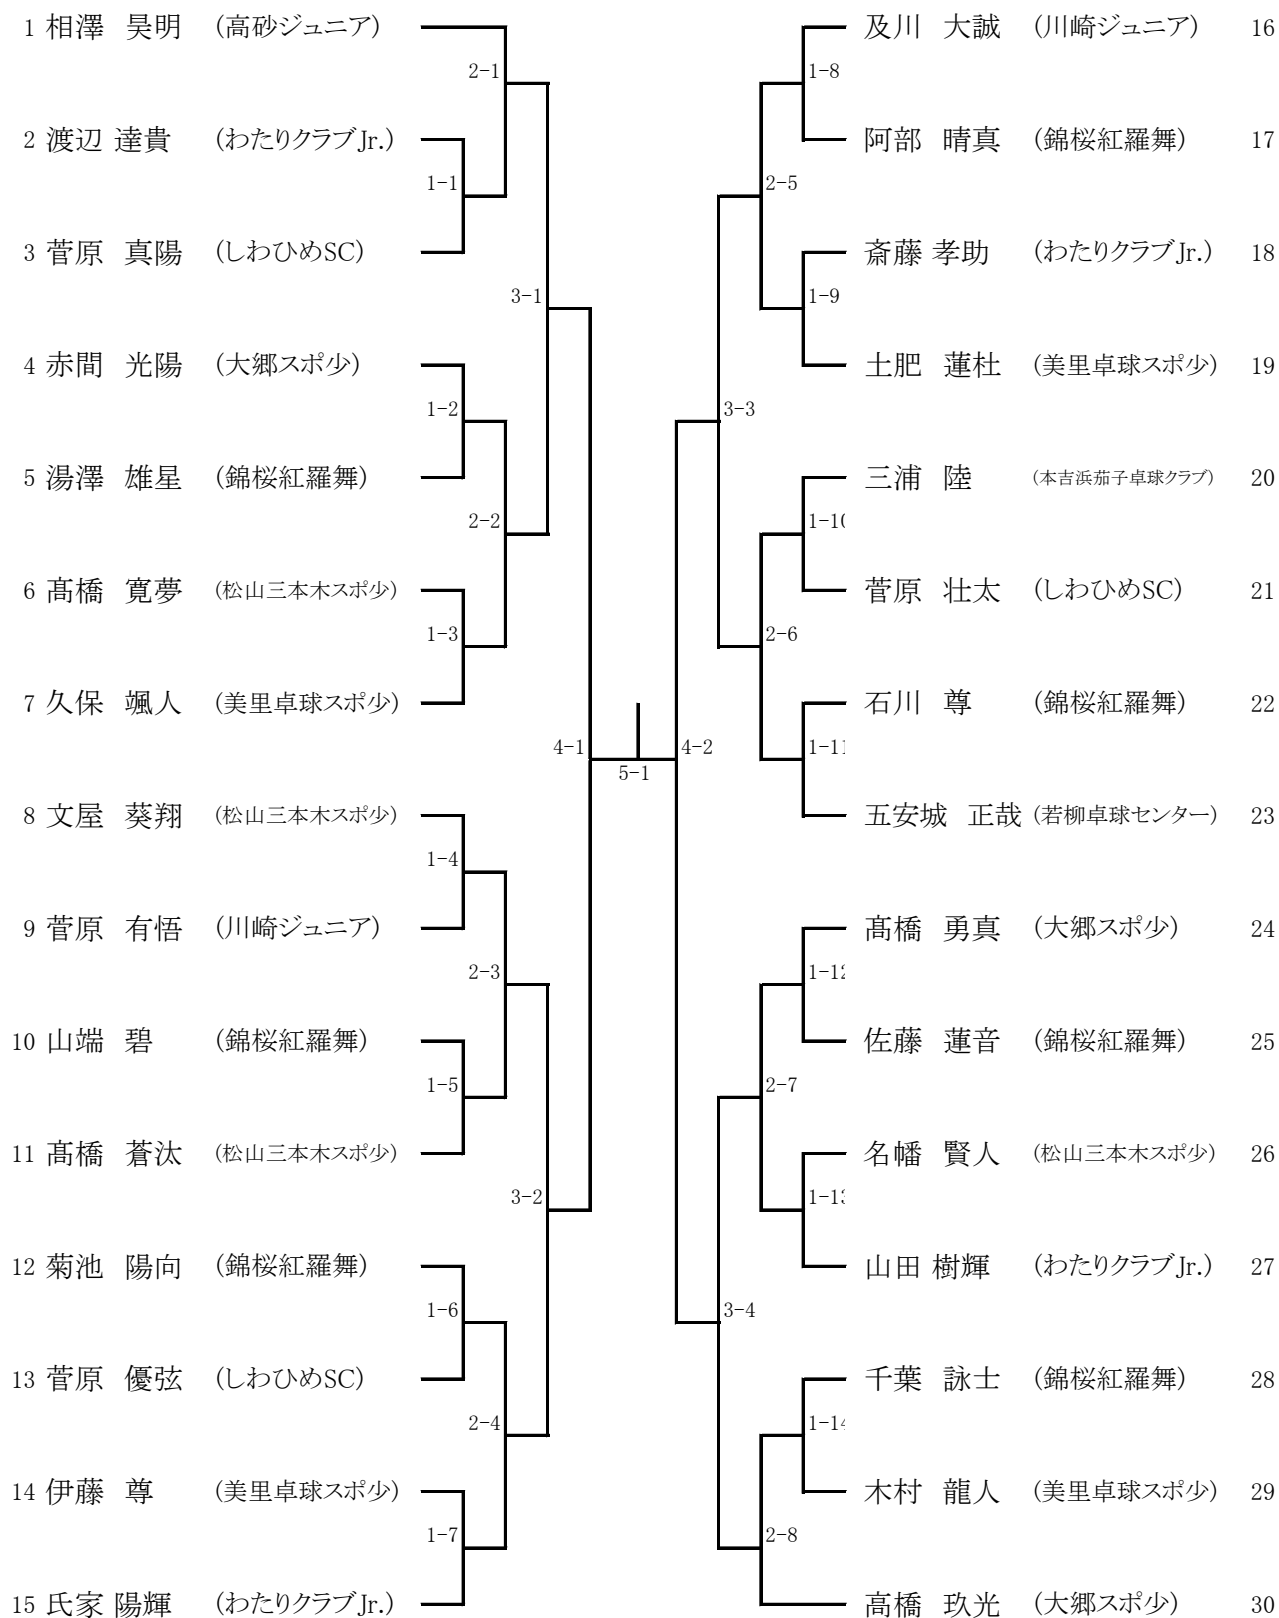 1 相澤 昊明 (高砂ジュニア)
2-1
2 渡辺 達貴 (わたりクラブJr.)
1-1
3 菅原 真陽 (しわひめSC)
3-1
4 赤間 光陽 (大郷スポ少)
1-2
5 湯澤 雄星 (錦桜紅羅舞)
2-2
6 髙橋 寛夢 (松山三本木スポ少)
1-3
7 久保 颯人 (美里卓球スポ少)
4-1
8 文屋 葵翔 (松山三本木スポ少)
1-4
9 菅原 有悟 (川崎ジュニア)
2-3
10 山端 碧 (錦桜紅羅舞)
1-5
11 髙橋 蒼汰 (松山三本木スポ少)
3-2
12 菊池 陽向 (錦桜紅羅舞)
1-6
13 菅原 優弦 (しわひめSC)
2-4
14 伊藤 尊 (美里卓球スポ少)
1-7
15 氏家 陽輝 (わたりクラブJr.)
5-1
及川 大誠 (川崎ジュニア) 16
1-8
阿部 晴真 (錦桜紅羅舞) 17
2-5
斎藤 孝助 (わたりクラブJr.) 18
1-9
土肥 蓮杜 (美里卓球スポ少) 19
3-3
三浦 陸 (本吉浜茄子卓球クラブ) 20
1-10
菅原 壮太 (しわひめSC) 21
2-6
石川 尊 (錦桜紅羅舞) 22
1-11
4-2
五安城 正哉 (若柳卓球センター) 23
髙橋 勇真 (大郷スポ少) 24
1-12
佐藤 蓮音 (錦桜紅羅舞) 25
2-7
名幡 賢人 (松山三本木スポ少) 26
1-13
山田 樹輝 (わたりクラブJr.) 27
3-4
千葉 詠士 (錦桜紅羅舞) 28
1-14
木村 龍人 (美里卓球スポ少) 29
2-8
高橋 玖光 (大郷スポ少) 30